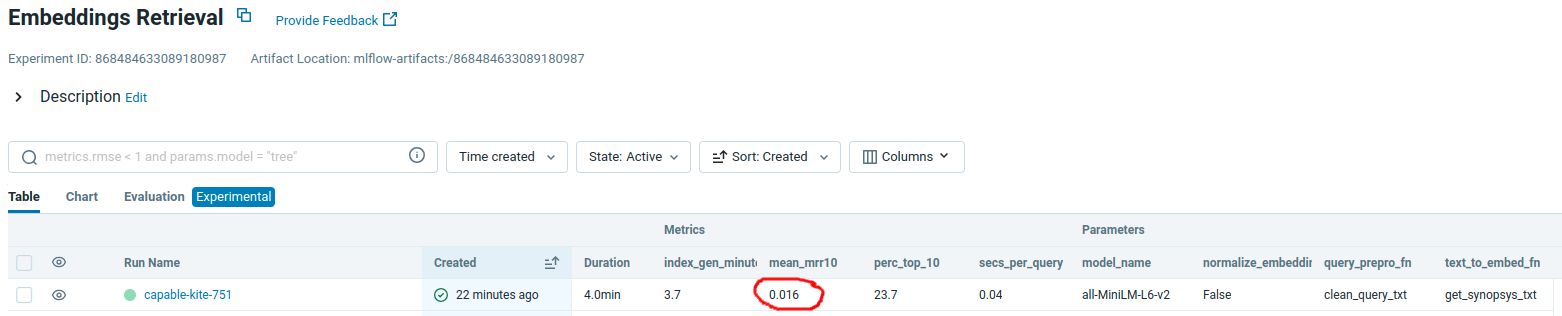 Embeddings Retrieval Provide Feedback
Experiment ID: 868484633089180987 Artifact Location: mlflow-artifacts:/868484633089180987
Description Edit
metrics.rmse < 1 and params.model = "tree" Time created State: Active Sort: Created Columns
Table Chart Evaluation Experimental
Metrics Parameters
Run Name Created Duration index_gen_minute mean_mrr10 perc_top_10 secs_per_query model_name normalize_embeddin query_prepro_fn text_to_embed_fn
capable-kite-751 22 minutes ago 4.0min 3.7 0.016 23.7 0.04 all-MiniLM-L6-v2 False clean_query_txt get_synopsys_txt